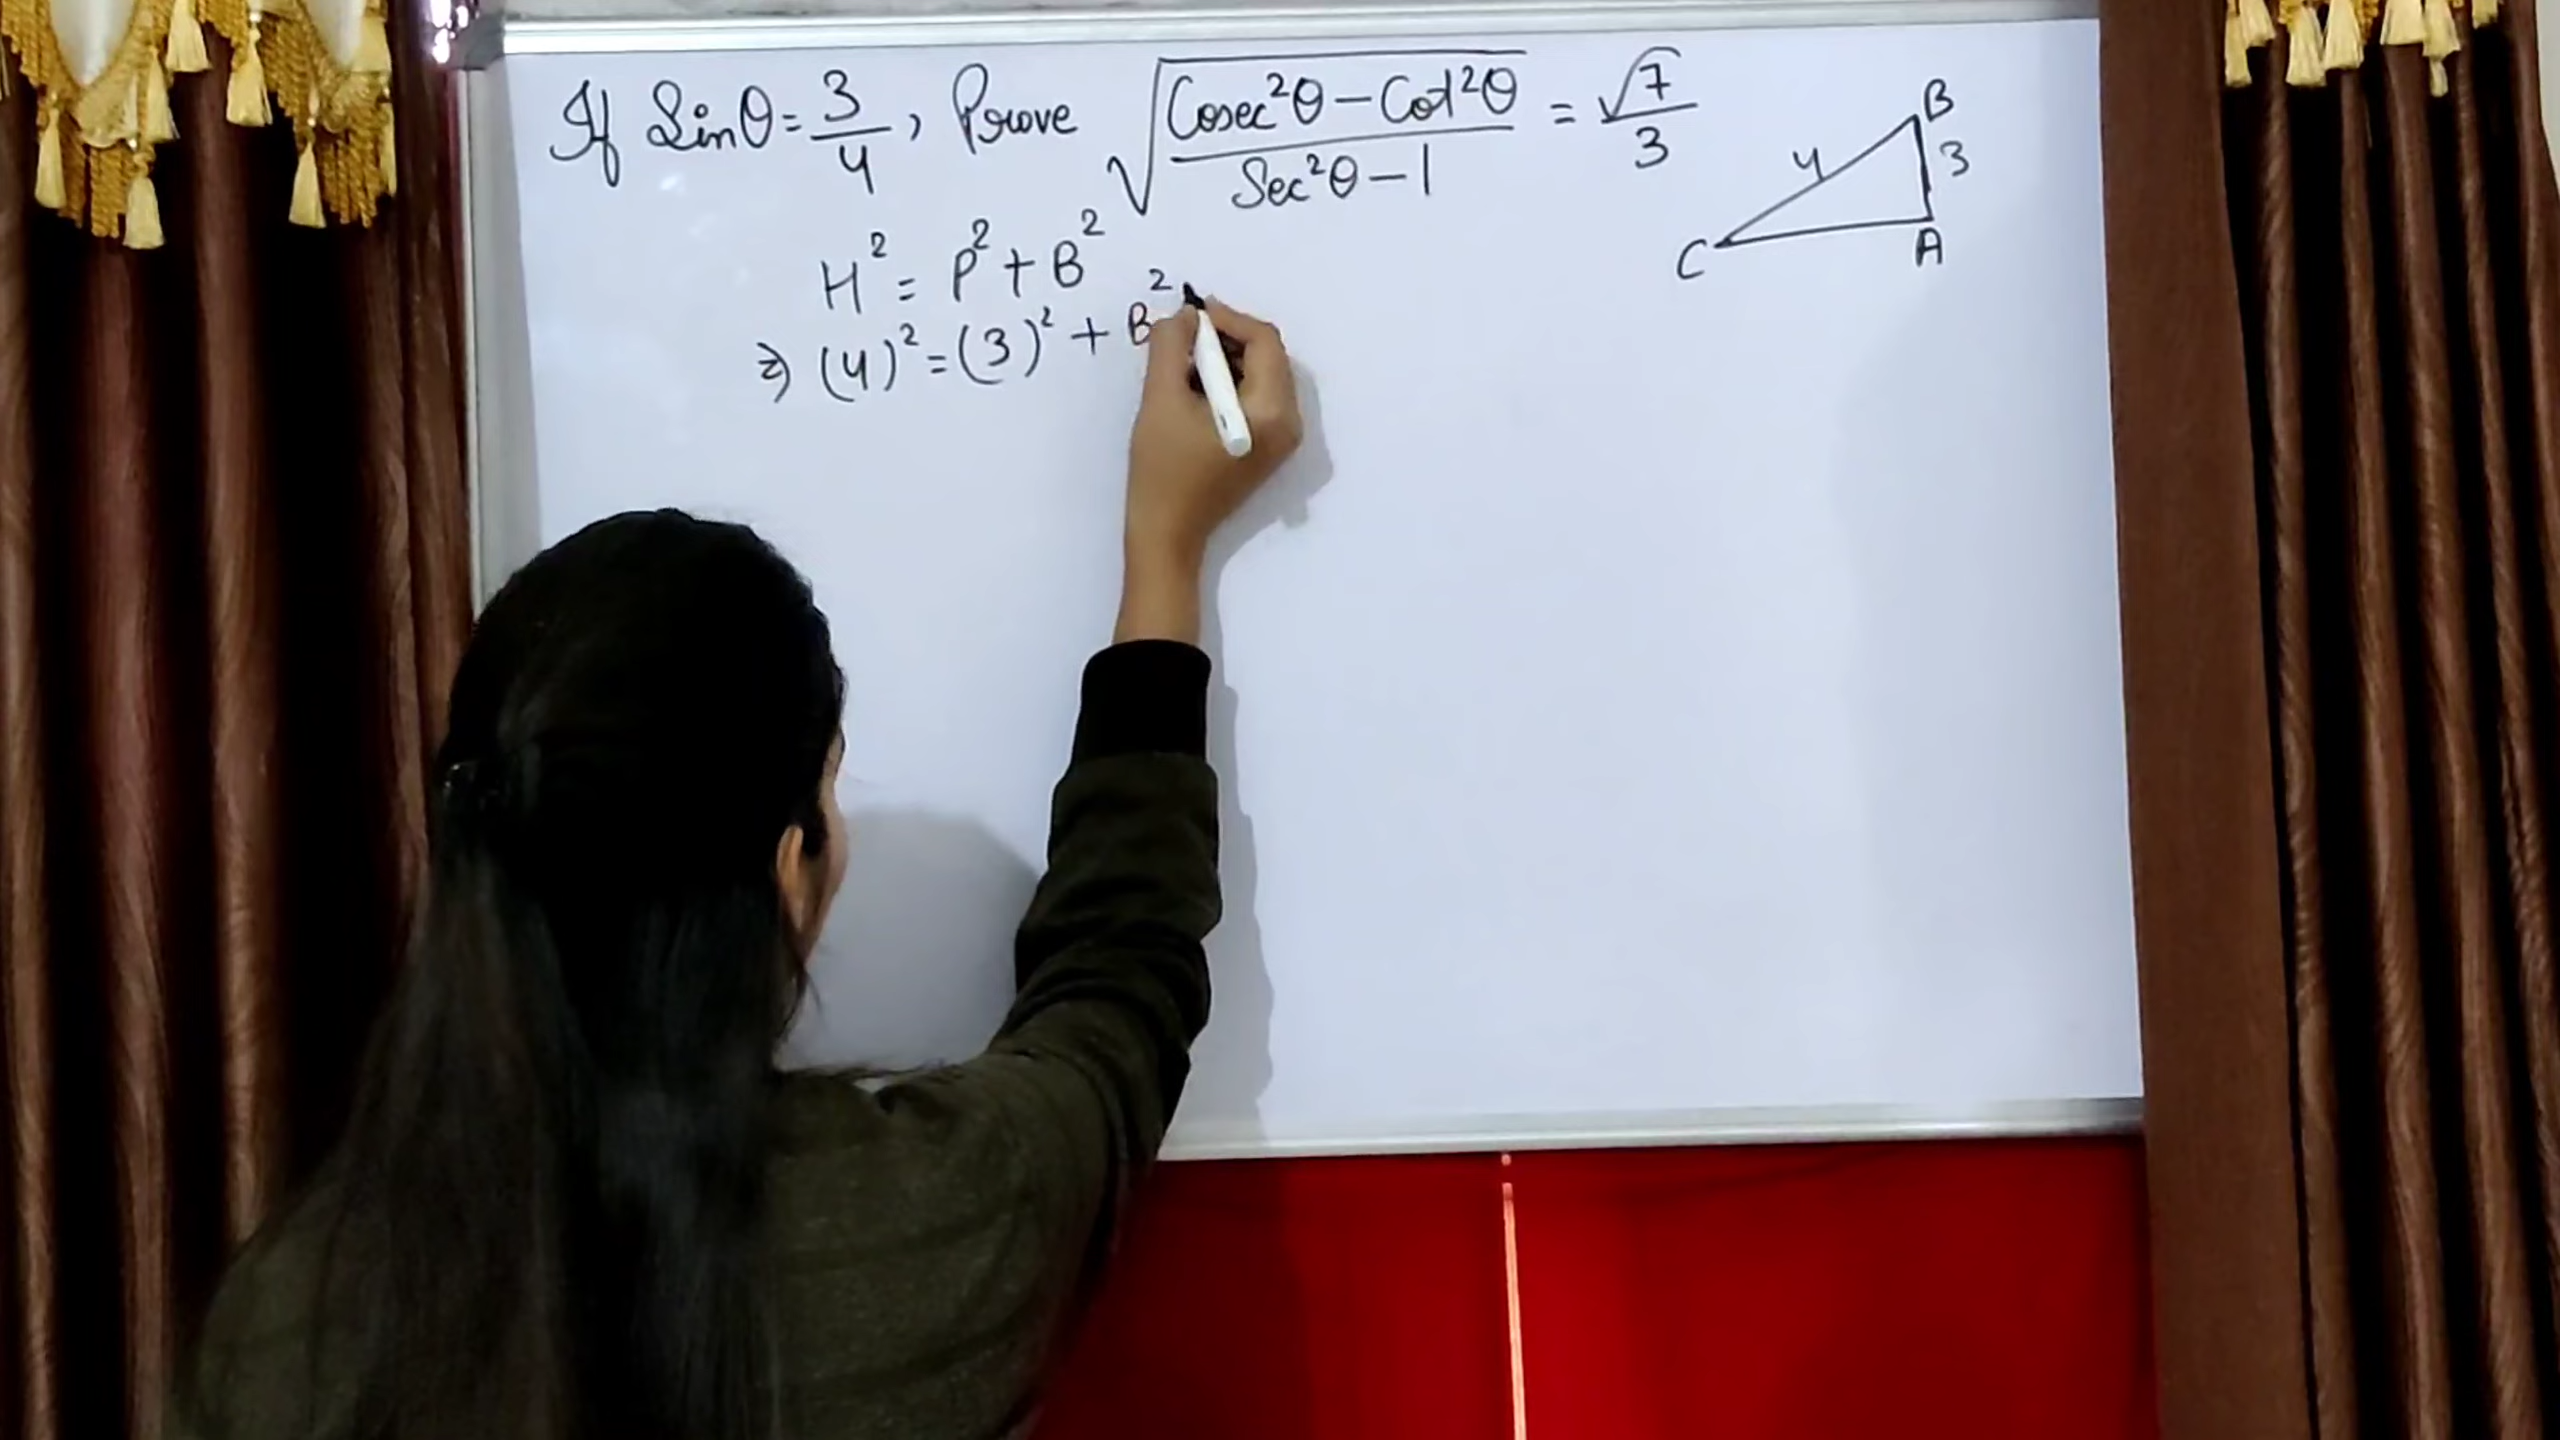 If Sinθ = 3/4, Prove √((Cosec²θ − Cot²θ)/(Sec²θ − 1)) = √7/3
B
4
3
C
A
H² = P² + B²
⇒ (4)² = (3)² + B²